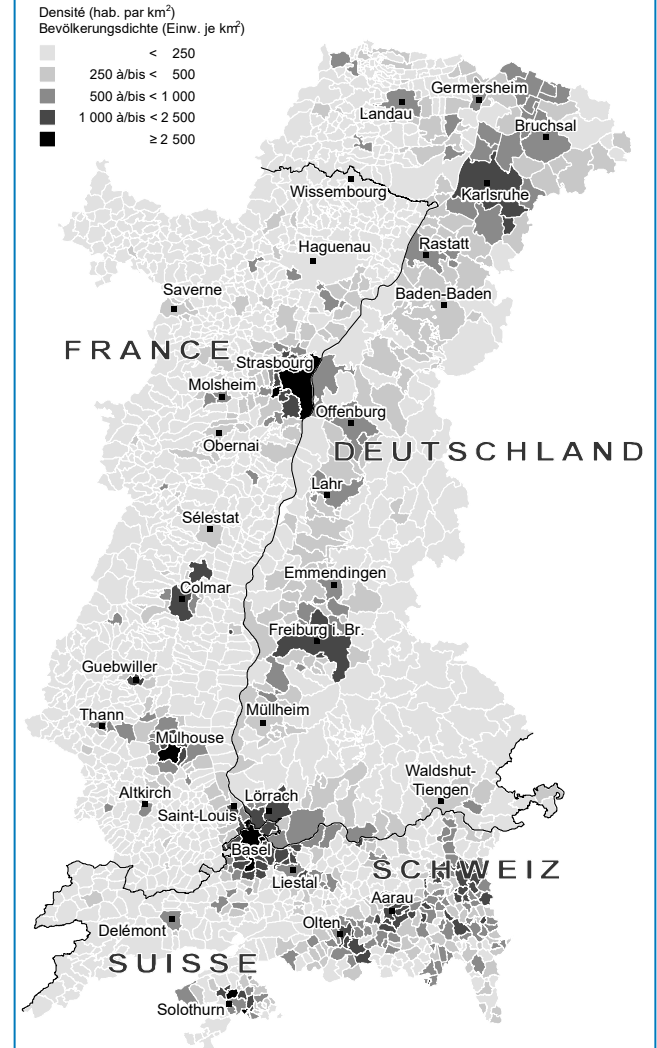 Densité (hab. par km²)
Bevölkerungsdichte (Einw. je km²)
< 250
250 à/bis < 500
500 à/bis < 1 000
1 000 à/bis < 2 500
≥ 2 500
Germersheim
Landau
Bruchsal
Wissembourg
Karlsruhe
Haguenau
Rastatt
Saverne
Baden-Baden
FRANCE
Strasbourg
Molsheim
Offenburg
Obernai
DEUTSCHLAND
Lahr
Sélestat
Emmendingen
Colmar
Freiburg i. Br.
Guebwiller
Thann
Müllheim
Mulhouse
Waldshut-
Tiengen
Altkirch
Lörrach
Saint-Louis
Basel
SCHWEIZ
Liestal
Aarau
Olten
Delémont
SUISSE
Solothurn